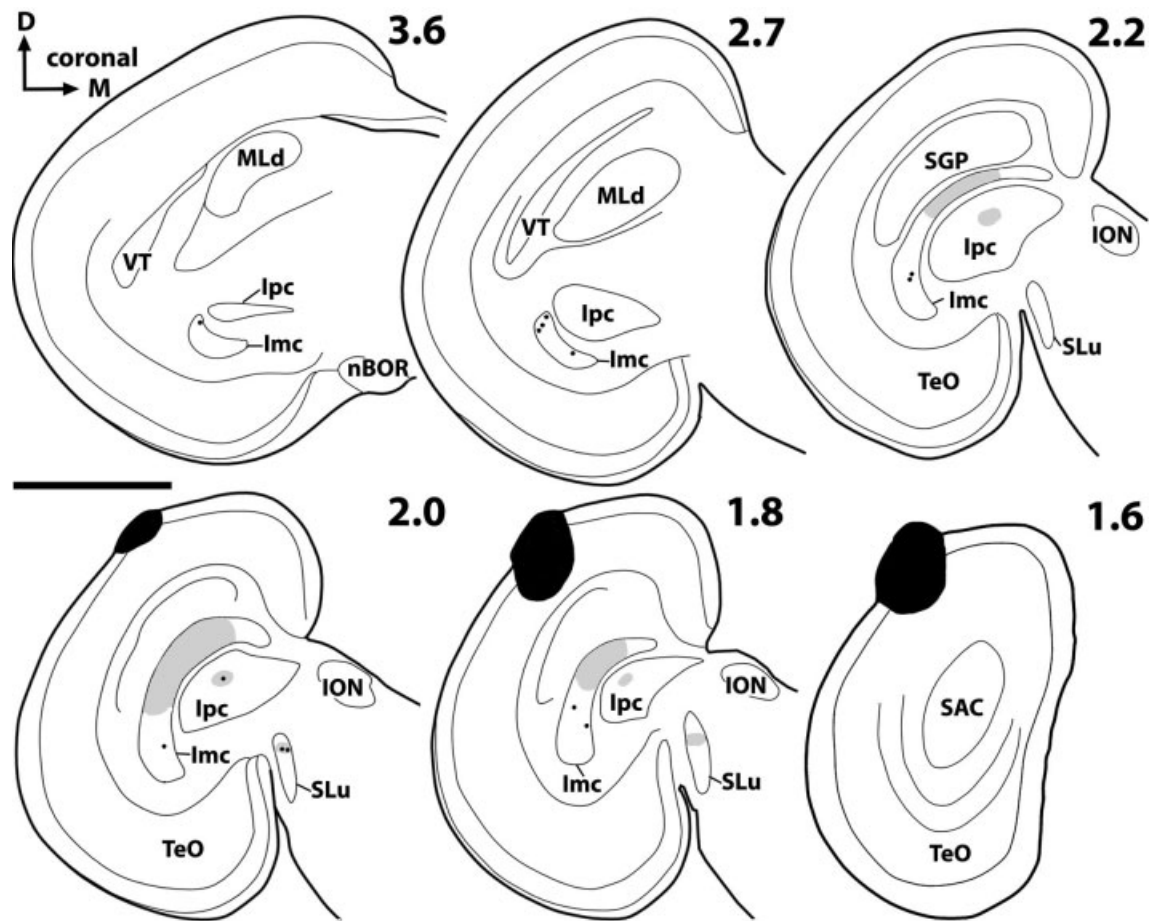 D
coronal
M
3.6
MLd
VT
Ipc
Imc
nBOR
2.7
MLd
VT
Ipc
Imc
2.2
SGP
Ipc
ION
Imc
SLu
TeO
2.0
Ipc
ION
Imc
SLu
TeO
1.8
Ipc
ION
Imc
SLu
1.6
SAC
TeO